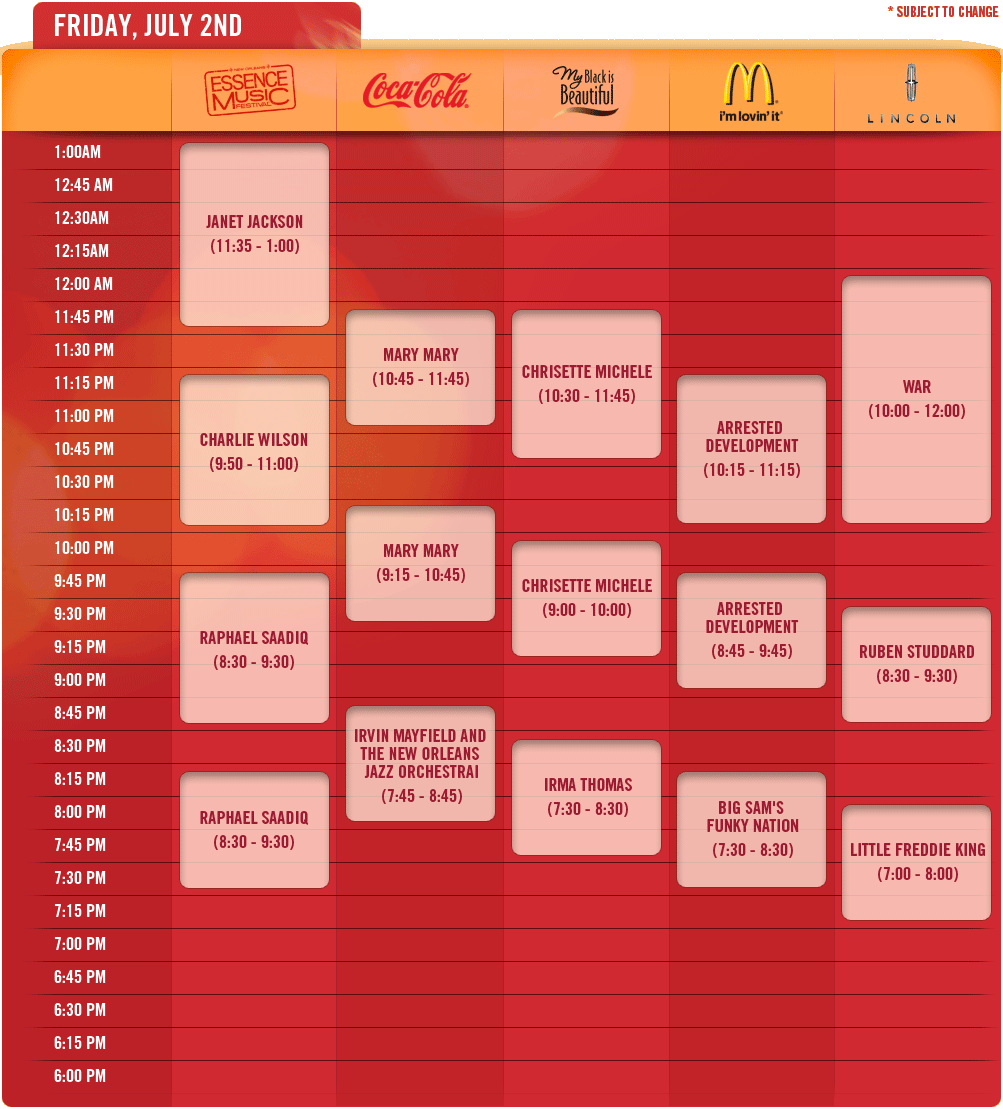 FRIDAY, JULY 2ND
* SUBJECT TO CHANGE
ESSENCE
MUSIC
FESTIVAL
Coca-Cola
My Black is
Beautiful
i'm lovin' it
LINCOLN
1:00AM
12:45 AM
12:30AM
12:15AM
12:00 AM
11:45 PM
11:30 PM
11:15 PM
11:00 PM
10:45 PM
10:30 PM
10:15 PM
10:00 PM
9:45 PM
9:30 PM
9:15 PM
9:00 PM
8:45 PM
8:30 PM
8:15 PM
8:00 PM
7:45 PM
7:30 PM
7:15 PM
7:00 PM
6:45 PM
6:30 PM
6:15 PM
6:00 PM
JANET JACKSON
(11:35 - 1:00)
CHARLIE WILSON
(9:50 - 11:00)
RAPHAEL SAADIQ
(8:30 - 9:30)
RAPHAEL SAADIQ
(8:30 - 9:30)
MARY MARY
(10:45 - 11:45)
MARY MARY
(9:15 - 10:45)
IRVIN MAYFIELD AND
THE NEW ORLEANS
JAZZ ORCHESTRAI
(7:45 - 8:45)
CHRISETTE MICHELE
(10:30 - 11:45)
CHRISETTE MICHELE
(9:00 - 10:00)
IRMA THOMAS
(7:30 - 8:30)
ARRESTED
DEVELOPMENT
(10:15 - 11:15)
ARRESTED
DEVELOPMENT
(8:45 - 9:45)
BIG SAM'S
FUNKY NATION
(7:30 - 8:30)
WAR
(10:00 - 12:00)
RUBEN STUDDARD
(8:30 - 9:30)
LITTLE FREDDIE KING
(7:00 - 8:00)